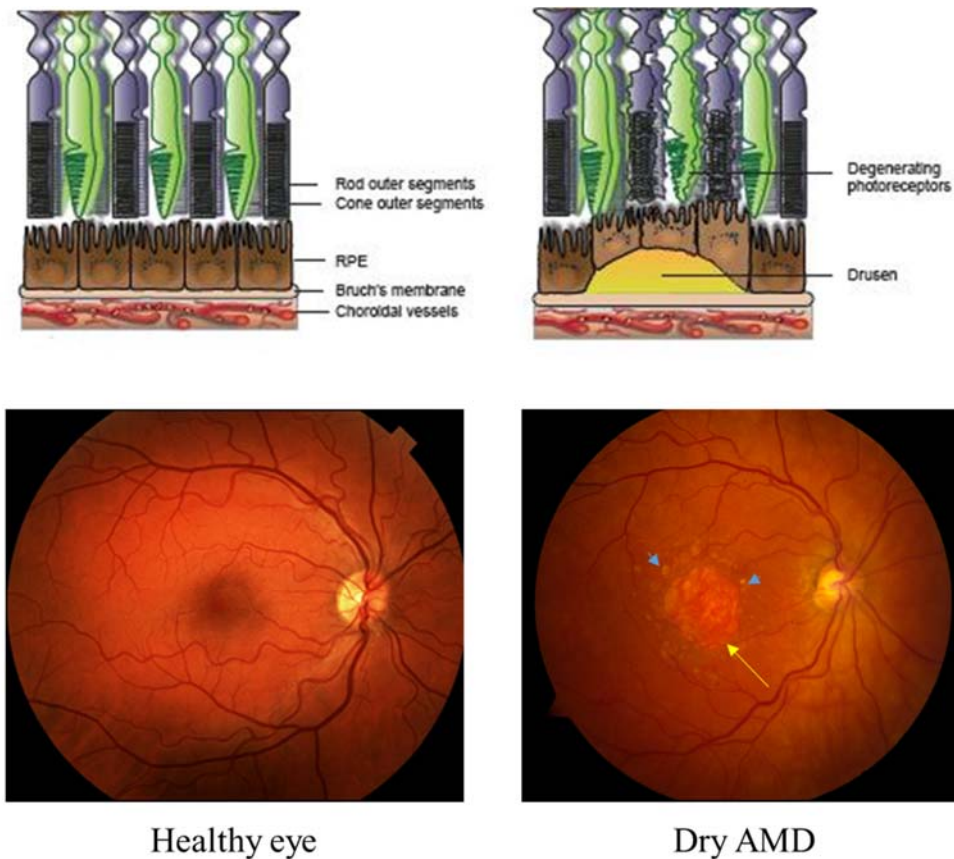 Rod outer segments
Cone outer segments
RPE
Bruch's membrane
Choroidal vessels
Degenerating
photoreceptors
Drusen
Healthy eye
Dry AMD